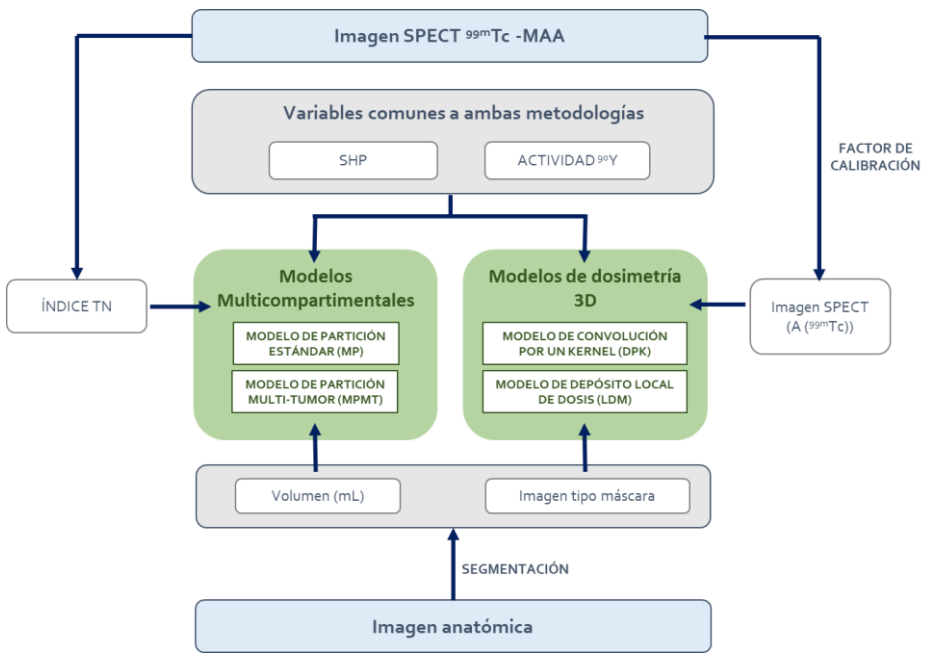 Imagen SPECT ⁹⁹ᵐTc -MAA
Variables comunes a ambas metodologías
SHP
ACTIVIDAD ⁹⁰Y
FACTOR DE
CALIBRACIÓN
Modelos
Multicompartimentales
MODELO DE PARTICIÓN
ESTÁNDAR (MP)
MODELO DE PARTICIÓN
MULTI-TUMOR (MPMT)
Modelos de dosimetría
3D
MODELO DE CONVOLUCIÓN
POR UN KERNEL (DPK)
MODELO DE DEPÓSITO LOCAL
DE DOSIS (LDM)
ÍNDICE TN
Imagen SPECT
(A (⁹⁹ᵐTc))
Volumen (mL)
Imagen tipo máscara
SEGMENTACIÓN
Imagen anatómica